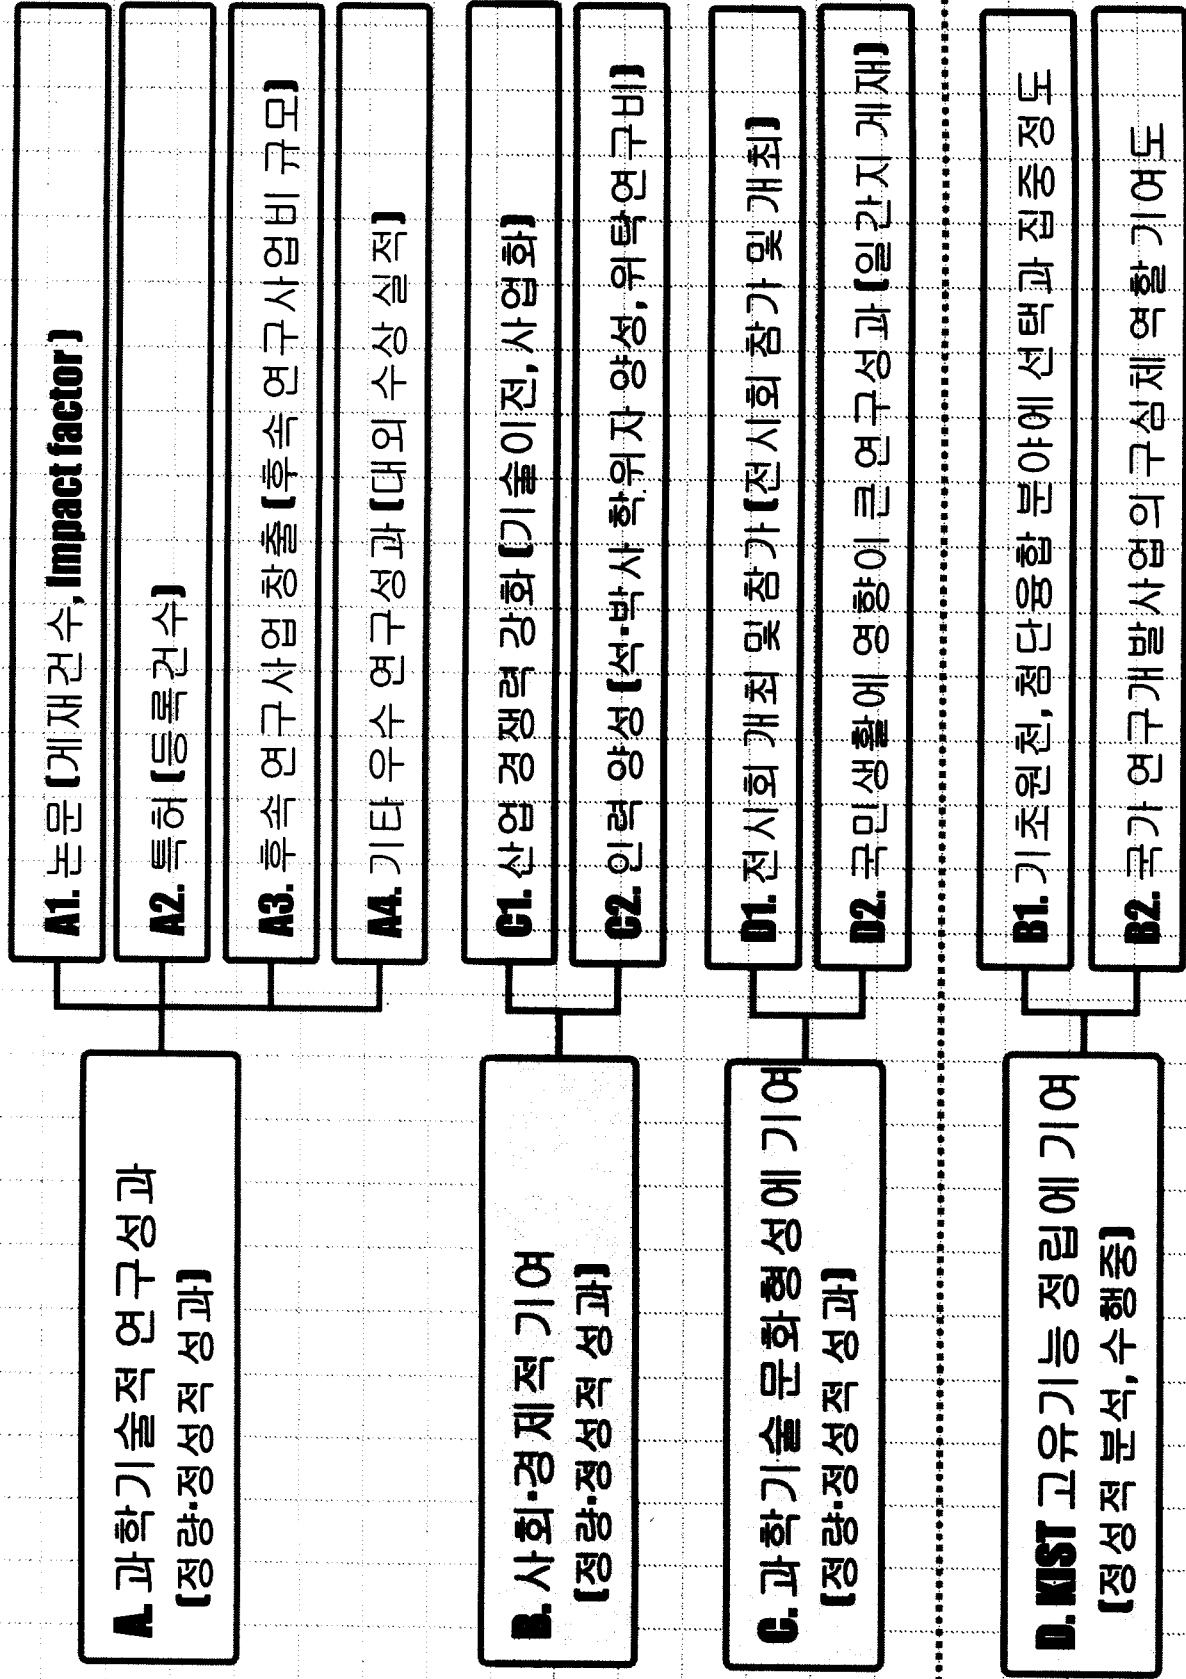 A. 과학기술적 연구성과
(정량·정성적 성과)
A1. 논문 (게재건수, Impact factor)
A2. 특허 (등록건수)
A3. 후속 연구사업 창출 (후속 연구사업비 규모)
A4. 기타 우수 연구성과 (대외 수상 실적)
B. 사회·경제적 기여
(정량·정성적 성과)
C1. 산업 경쟁력 강화 (기술이전, 사업화)
C2. 인력 양성 (석·박사 학위자 양성, 위탁연구비)
C. 과학기술 문화형성에 기여
(정량·정성적 성과)
D1. 전시회 개최 및 참가 (전시회 참가 및 개최)
D2. 국민생활에 영향이 큰 연구성과 (일간지 게재)
D. KIST 고유기능 정립에 기여
(정성적 분석, 수행중)
B1. 기초원천, 첨단융합 분야에 선택과 집중 정도
B2. 국가 연구개발사업의 구심체 역할 기여도